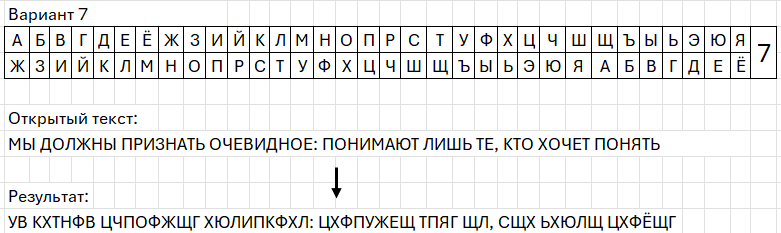 Вариант 7
А Б В Г Д Е Ё Ж З И Й К Л М Н О П Р С Т У Ф Х Ц Ч Ш Щ Ъ Ы Ь Э Ю Я 7
Ж З И Й К Л М Н О П Р С Т У Ф Х Ц Ч Ш Щ Ъ Ы Ь Э Ю Я А Б В Г Д Е Ё
Открытый текст:
МЫ ДОЛЖНЫ ПРИЗНАТЬ ОЧЕВИДНОЕ: ПОНИМАЮТ ЛИШЬ ТЕ, КТО ХОЧЕТ ПОНЯТЬ
Результат:
УВ КХТНФВ ЦЧПОФЖЩГ ХЮЛИПКФХЛ: ЦХФПУЖЕЩ ТПЯГ ЩЛ, СЩХ ЬХЮЛЩ ЦХФЁЩГ